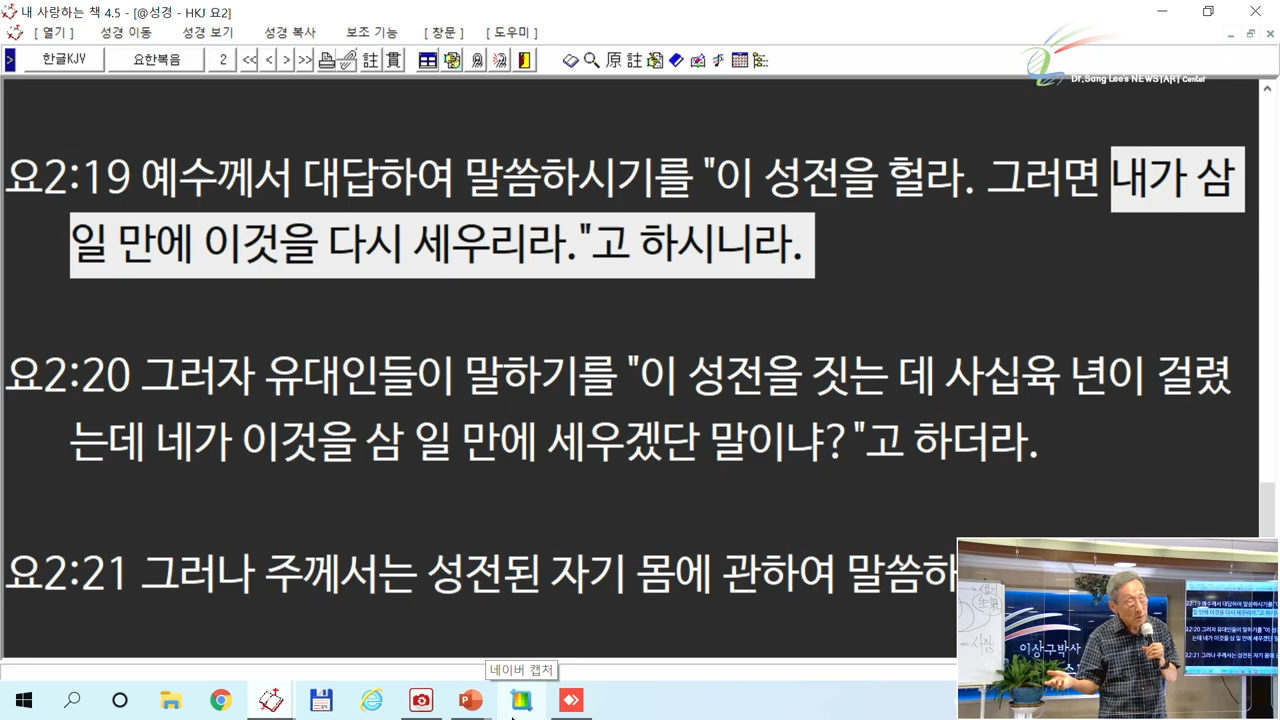 내 사랑하는 책 4.5 - [@성경 - HKJ 요2]
[ 열기 ] 성경 이동 성경 보기 성경 복사 보조 기능 [ 창문 ] [ 도우미 ]
> 한글KJV 요한복음 2 << < > >> 註 貫 原 註
Dr.Sang Lee's NEWSTART Center
요2:19 예수께서 대답하여 말씀하시기를 "이 성전을 헐라. 그러면 내가 삼
일 만에 이것을 다시 세우리라."고 하시니라.
요2:20 그러자 유대인들이 말하기를 "이 성전을 짓는 데 사십육 년이 걸렸
는데 네가 이것을 삼 일 만에 세우겠단 말이냐?"고 하더라.
요2:21 그러나 주께서는 성전된 자기 몸에 관하여 말씀하
네이버 캡처
이상구박사